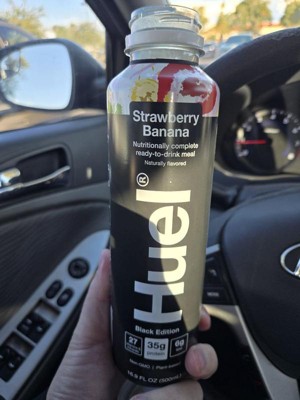 Strawberry
Banana
Nutritionally complete
ready-to-drink meal
Naturally flavored
Huel®
Black Edition
27
35g
protein
6g
16.9 FL OZ (500mL)